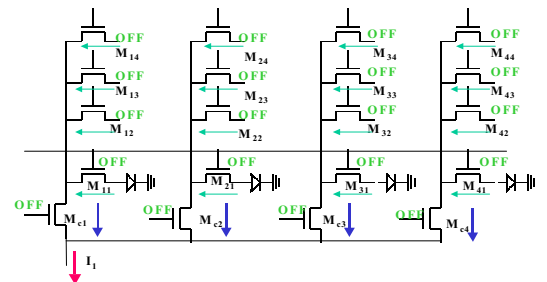 OFF OFF OFF OFF
M14 M24 M34 M44
OFF OFF OFF OFF
M13 M23 M33 M43
OFF OFF OFF OFF
M12 M22 M32 M42
OFF OFF OFF OFF
M11 M21 M31 M41
OFF OFF OFF OFF
Mc1 Mc2 Mc3 Mc4
I1